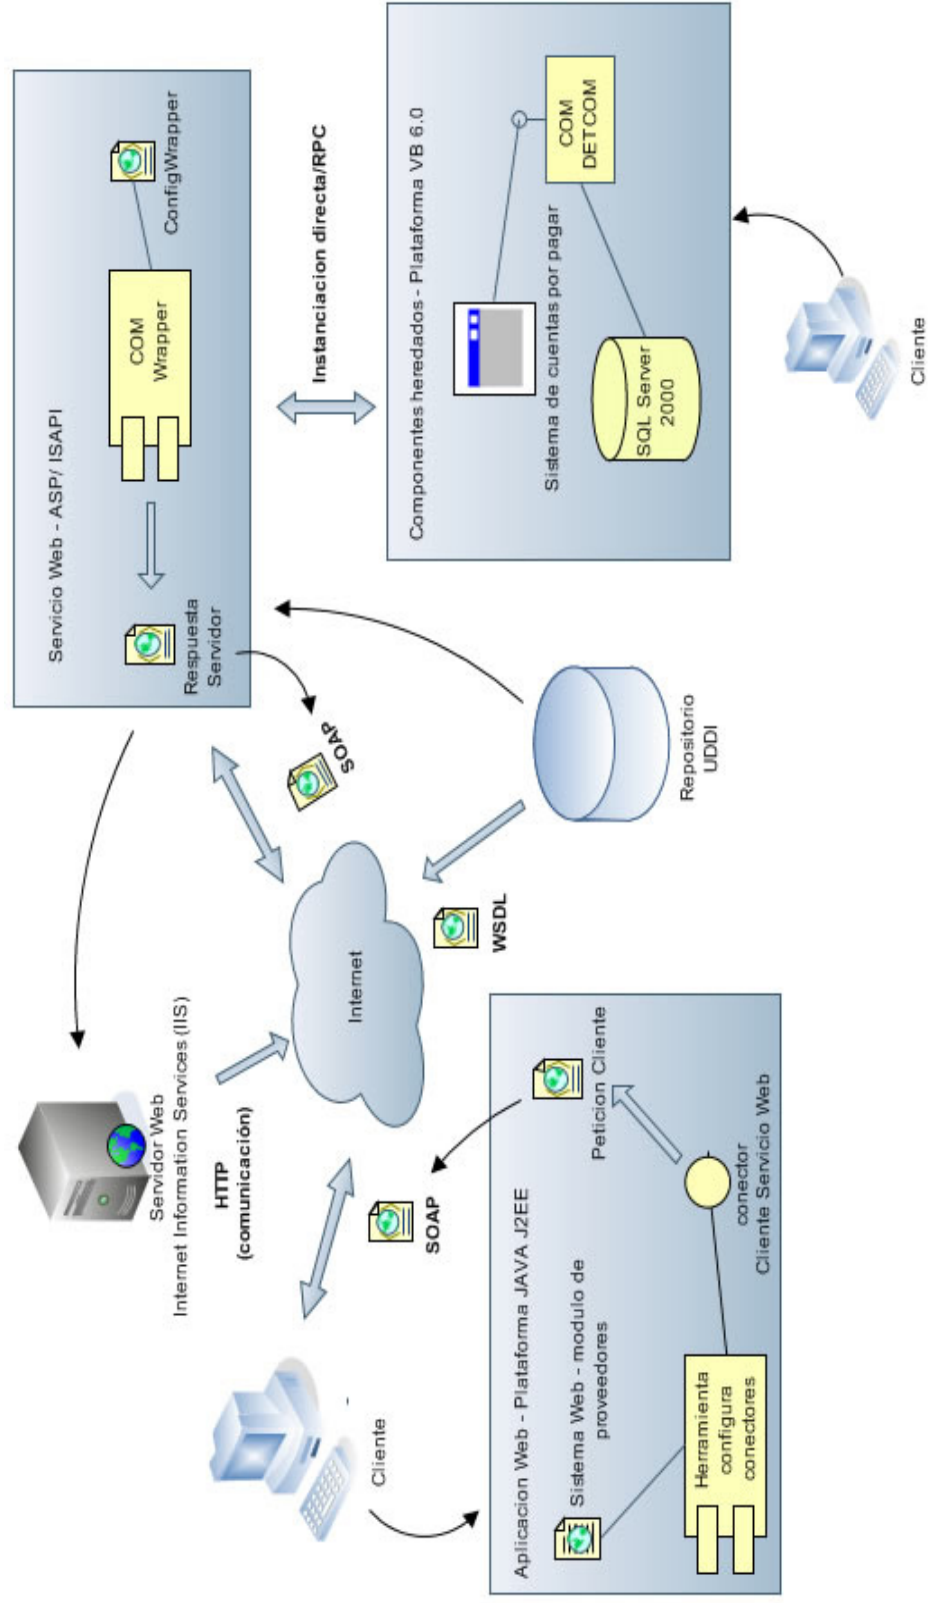 Servidor Web
Internet Information Services (IIS)
HTTP
(comunicación)
Cliente
Internet
Servicio Web - ASP/ ISAPI
Respuesta
Servidor
COM
Wrapper
ConfigWrapper
SOAP
Instanciacion directa/RPC
Aplicacion Web - Plataforma JAVA J2EE
Sistema Web - modulo de
proveedores
Herramienta
configura
conectores
conector
Cliente Servicio Web
Peticion Cliente
SOAP
WSDL
Repositorio
UDDI
Componentes heredados - Plataforma VB 6.0
Sistema de cuentas por pagar
SQL Server
2000
COM
DETCOM
Cliente